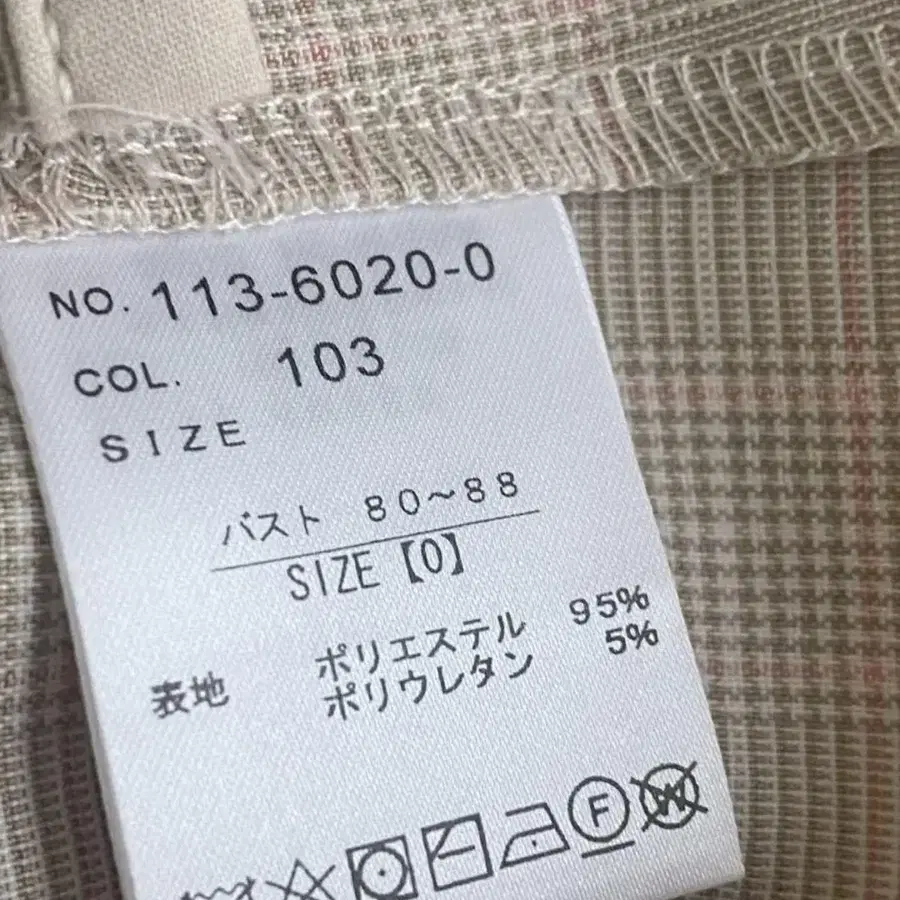 NO. 113-6020-0
COL. 103
SIZE
バスト 80～88
SIZE【0】
表地 ポリエステル 95%
ポリウレタン 5%
F W